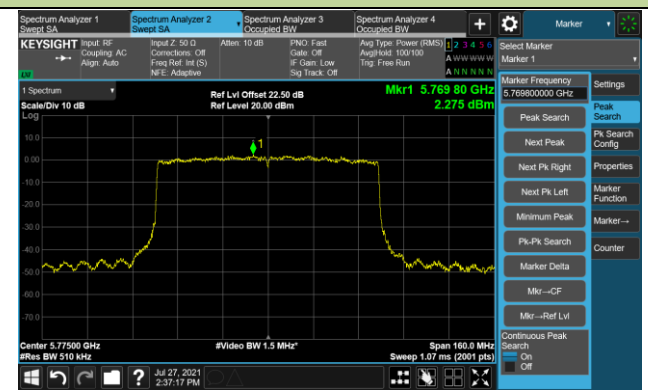 Spectrum Analyzer 1
Swept SA
Spectrum Analyzer 2
Swept SA
Spectrum Analyzer 3
Occupied BW
Spectrum Analyzer 4
Occupied BW
+
Marker
KEYSIGHT
Input: RF
Coupling: AC
Align: Auto
Input Z: 50 Ω
Corrections: Off
Freq Ref: Int (S)
NFE: Adaptive
Atten: 10 dB
PNO: Fast
Gate: Off
IF Gain: Low
Sig Track: Off
Avg Type: Power (RMS)
Avg|Hold: 100/100
Trig: Free Run
1 2 3 4 5 6
A W W W W W
A N N N N N
Select Marker
Marker 1
LXI
1 Spectrum
Scale/Div 10 dB
Log
Ref Lvl Offset 22.50 dB
Ref Level 20.00 dBm
Mkr1 5.769 80 GHz
2.275 dBm
10.0
0.00
-10.0
-20.0
-30.0
-40.0
-50.0
-60.0
-70.0
1
Center 5.77500 GHz
#Res BW 510 kHz
#Video BW 1.5 MHz*
Span 160.0 MHz
Sweep 1.07 ms (2001 pts)
Marker Frequency
5.769800000 GHz
Peak Search
Next Peak
Next Pk Right
Next Pk Left
Minimum Peak
Pk-Pk Search
Marker Delta
Mkr→CF
Mkr→Ref Lvl
Continuous Peak
Search
On
Off
Settings
Peak
Search
Pk Search
Config
Properties
Marker
Function
Marker→
Counter
?
Jul 27, 2021
2:37:17 PM